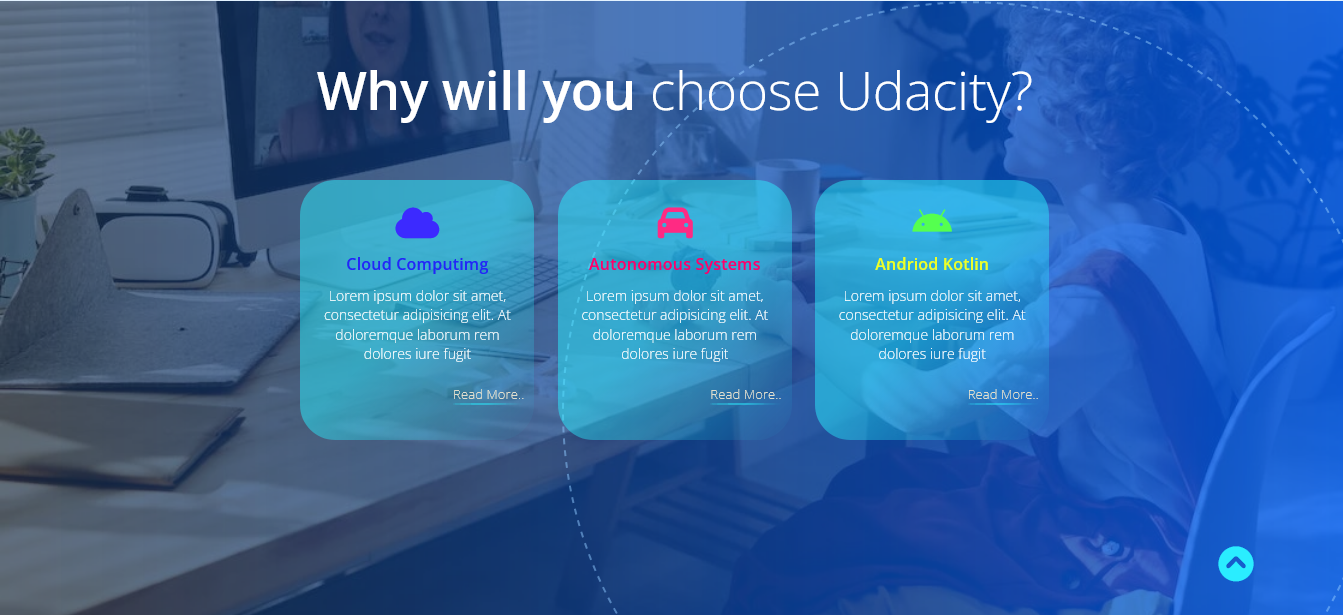 Why will you choose Udacity?
Cloud Computimg
Lorem ipsum dolor sit amet,
consectetur adipisicing elit. At
doloremque laborum rem
dolores iure fugit
Read More..
Autonomous Systems
Lorem ipsum dolor sit amet,
consectetur adipisicing elit. At
doloremque laborum rem
dolores iure fugit
Read More..
Andriod Kotlin
Lorem ipsum dolor sit amet,
consectetur adipisicing elit. At
doloremque laborum rem
dolores iure fugit
Read More..